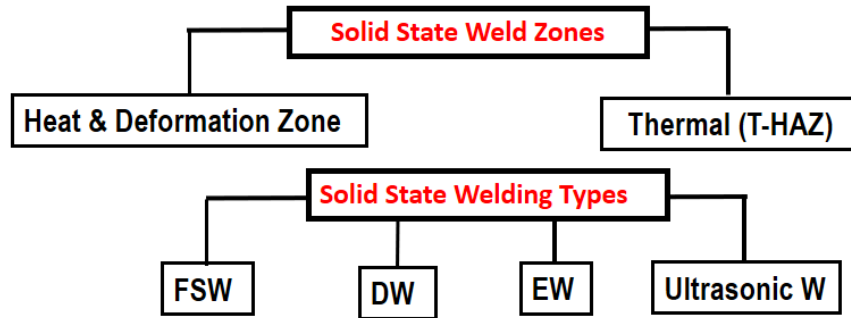 Solid State Weld Zones
Heat & Deformation Zone
Thermal (T-HAZ)
Solid State Welding Types
FSW
DW
EW
Ultrasonic W